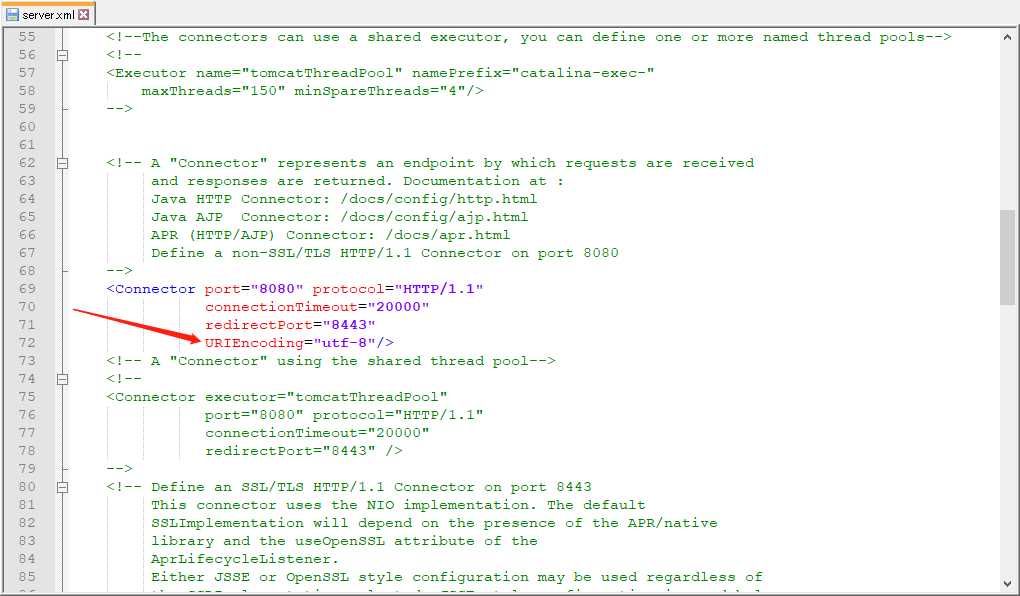 server.xml
55 <!--The connectors can use a shared executor, you can define one or more named thread pools-->
56 <!--
57 <Executor name="tomcatThreadPool" namePrefix="catalina-exec-"
58 maxThreads="150" minSpareThreads="4"/>
59 -->
60
61
62 <!-- A "Connector" represents an endpoint by which requests are received
63 and responses are returned. Documentation at :
64 Java HTTP Connector: /docs/config/http.html
65 Java AJP  Connector: /docs/config/ajp.html
66 APR (HTTP/AJP) Connector: /docs/apr.html
67 Define a non-SSL/TLS HTTP/1.1 Connector on port 8080
68 -->
69 <Connector port="8080" protocol="HTTP/1.1"
70 connectionTimeout="20000"
71 redirectPort="8443"
72 URIEncoding="utf-8"/>
73 <!-- A "Connector" using the shared thread pool-->
74 <!--
75 <Connector executor="tomcatThreadPool"
76 port="8080" protocol="HTTP/1.1"
77 connectionTimeout="20000"
78 redirectPort="8443" />
79 -->
80 <!-- Define an SSL/TLS HTTP/1.1 Connector on port 8443
81 This connector uses the NIO implementation. The default
82 SSLImplementation will depend on the presence of the APR/native
83 library and the useOpenSSL attribute of the
84 AprLifecycleListener.
85 Either JSSE or OpenSSL style configuration may be used regardless of